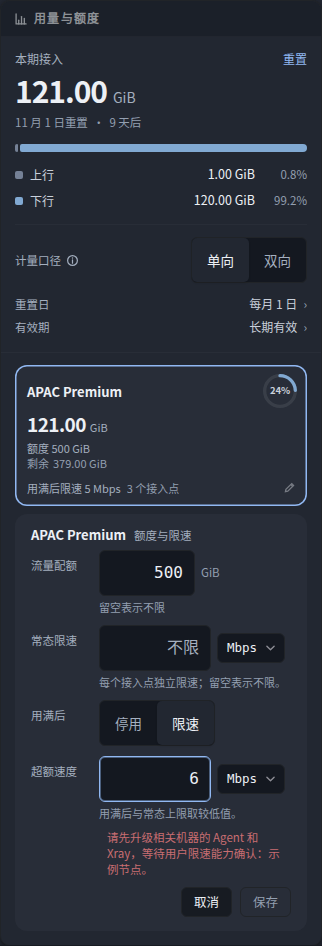 用量与额度
本期接入
重置
121.00 GiB
11 月 1 日重置 · 9 天后
上行 1.00 GiB 0.8%
下行 120.00 GiB 99.2%
计量口径 单向 双向
重置日 每月 1 日 ›
有效期 长期有效 ›
APAC Premium 24%
121.00 GiB
额度 500 GiB
剩余 379.00 GiB
用满后限速 5 Mbps 3 个接入点
APAC Premium 额度与限速
流量配额 500 GiB
留空表示不限
常态限速 不限 Mbps
每个接入点独立限速；留空表示不限。
用满后 停用 限速
超额速度 6 Mbps
用满后与常态上限取较低值。
请先升级相关机器的 Agent 和
Xray，等待用户限速能力确认：示
例节点。
取消 保存